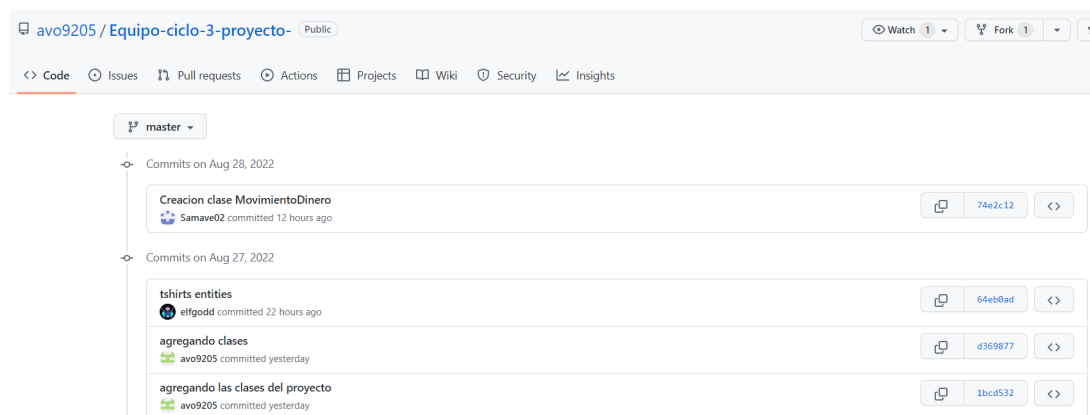 avo9205 / Equipo-ciclo-3-proyecto- Public
Watch 1 Fork 1
Code Issues Pull requests Actions Projects Wiki Security Insights
master
Commits on Aug 28, 2022
Creacion clase MovimientoDinero
Samave02 committed 12 hours ago
74e2c12
Commits on Aug 27, 2022
tshirts entities
elfgodd committed 22 hours ago
64eb0ad
agregando clases
avo9205 committed yesterday
d369877
agregando las clases del proyecto
avo9205 committed yesterday
1bcd532